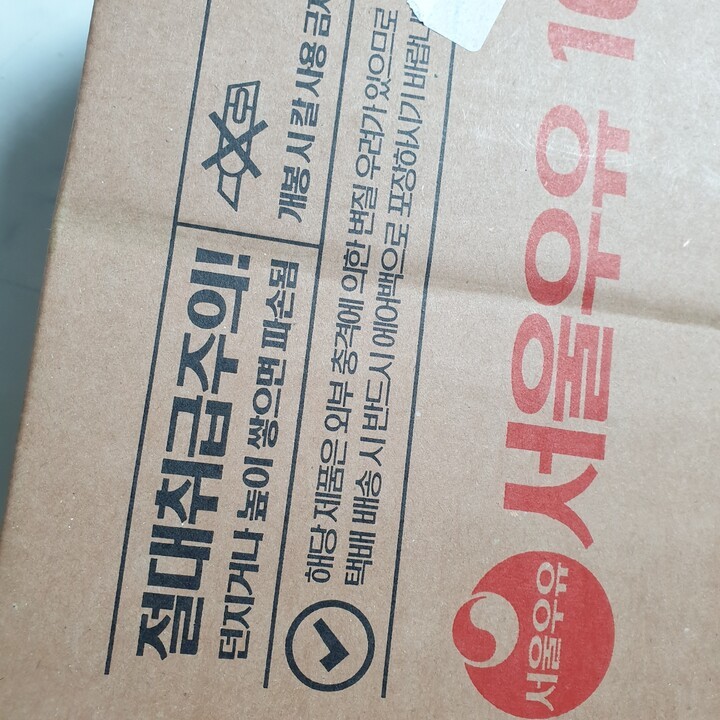 절대취급주의!
던지거나 높이 쌓으면 파손됨
개봉 시 칼 사용 금지
해당 제품은 외부 충격에 의한 변질 우려가 있으므로
택배 배송 시 반드시 에어백으로 포장하시기 바랍니
서울우유
서울우유 10